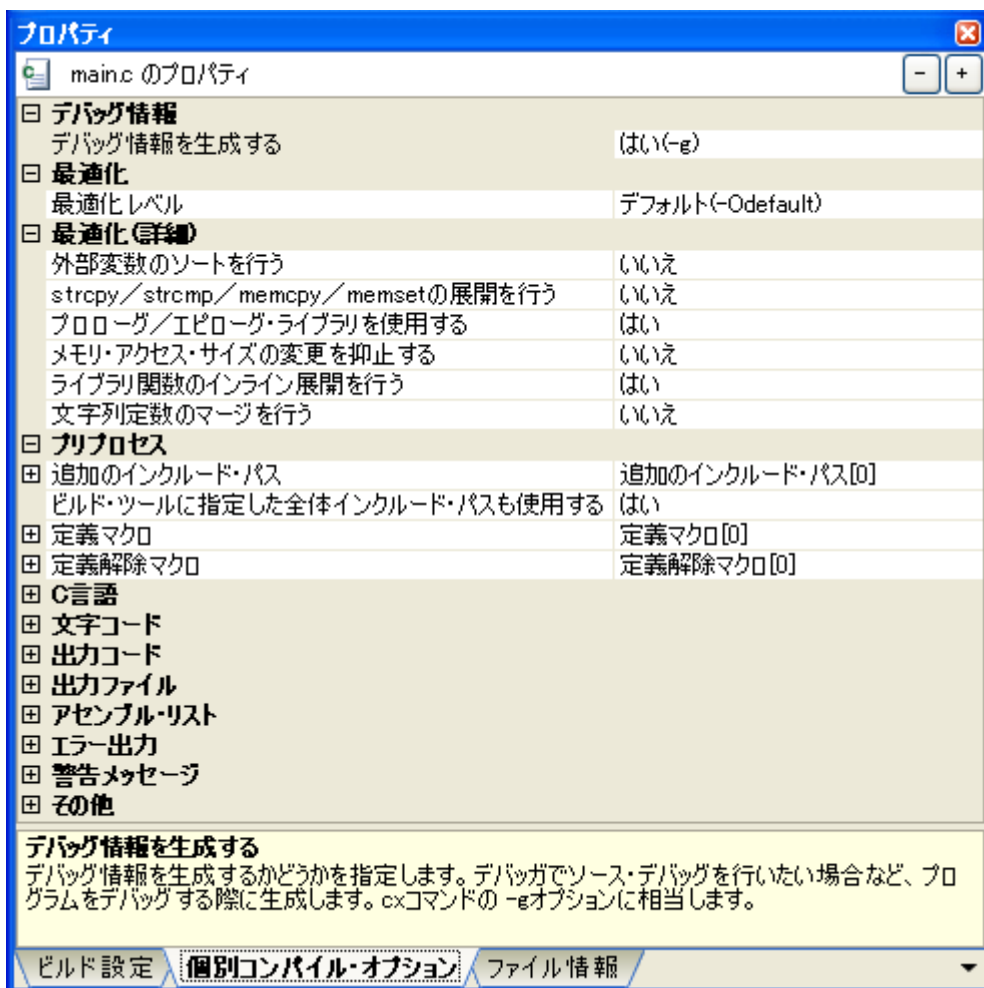 プロパティ
main.c のプロパティ
デバッグ情報
デバッグ情報を生成する はい(-g)
最適化
最適化レベル デフォルト(-Odefault)
最適化(詳細)
外部変数のソートを行う いいえ
strcpy／strcmp／memcpy／memsetの展開を行う いいえ
プロローグ／エピローグ・ライブラリを使用する はい
メモリ・アクセス・サイズの変更を抑止する いいえ
ライブラリ関数のインライン展開を行う はい
文字列定数のマージを行う いいえ
プリプロセス
追加のインクルード・パス 追加のインクルード・パス[0]
ビルド・ツールに指定した全体インクルード・パスも使用する はい
定義マクロ 定義マクロ[0]
定義解除マクロ 定義解除マクロ[0]
C言語
文字コード
出力コード
出力ファイル
アセンブル・リスト
エラー出力
警告メッセージ
その他
デバッグ情報を生成する
デバッグ情報を生成するかどうかを指定します。デバッガでソース・デバッグを行いたい場合など、プロ
グラムをデバッグする際に生成します。cxコマンドの -gオプションに相当します。
ビルド設定 個別コンパイル・オプション ファイル情報